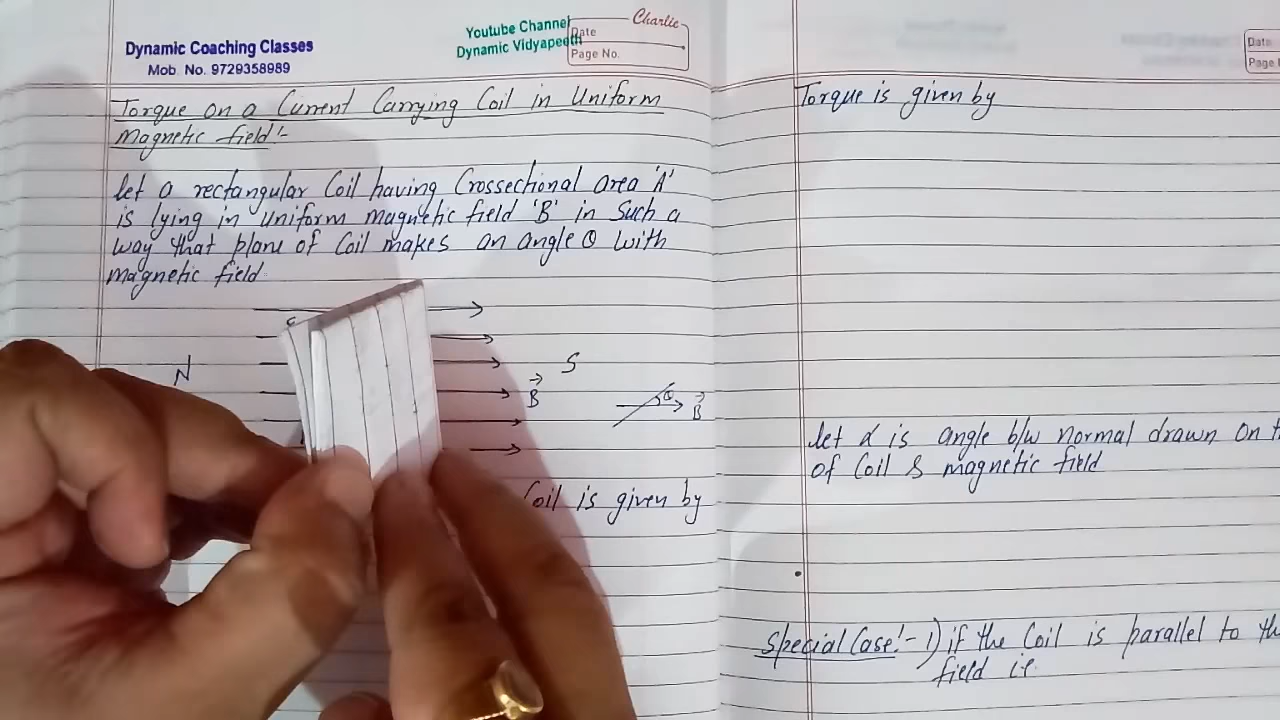 Dynamic Coaching Classes
Mob. No. 9729358989
Youtube Channel
Dynamic Vidyapeeth
Charlie
Date
Page No.
Torque on a Current Carrying Coil in Uniform
Magnetic field:-
let a rectangular Coil having Crossectional area 'A'
is lying in uniform magnetic field 'B' in Such a
way that plane of Coil makes an angle θ with
magnetic field.
N
B
S
θ
B
Coil is given by
Date
Page
Torque is given by
let α is angle b/w normal drawn on
of Coil & magnetic field
Special Case:- 1) if the Coil is parallel to
field ie